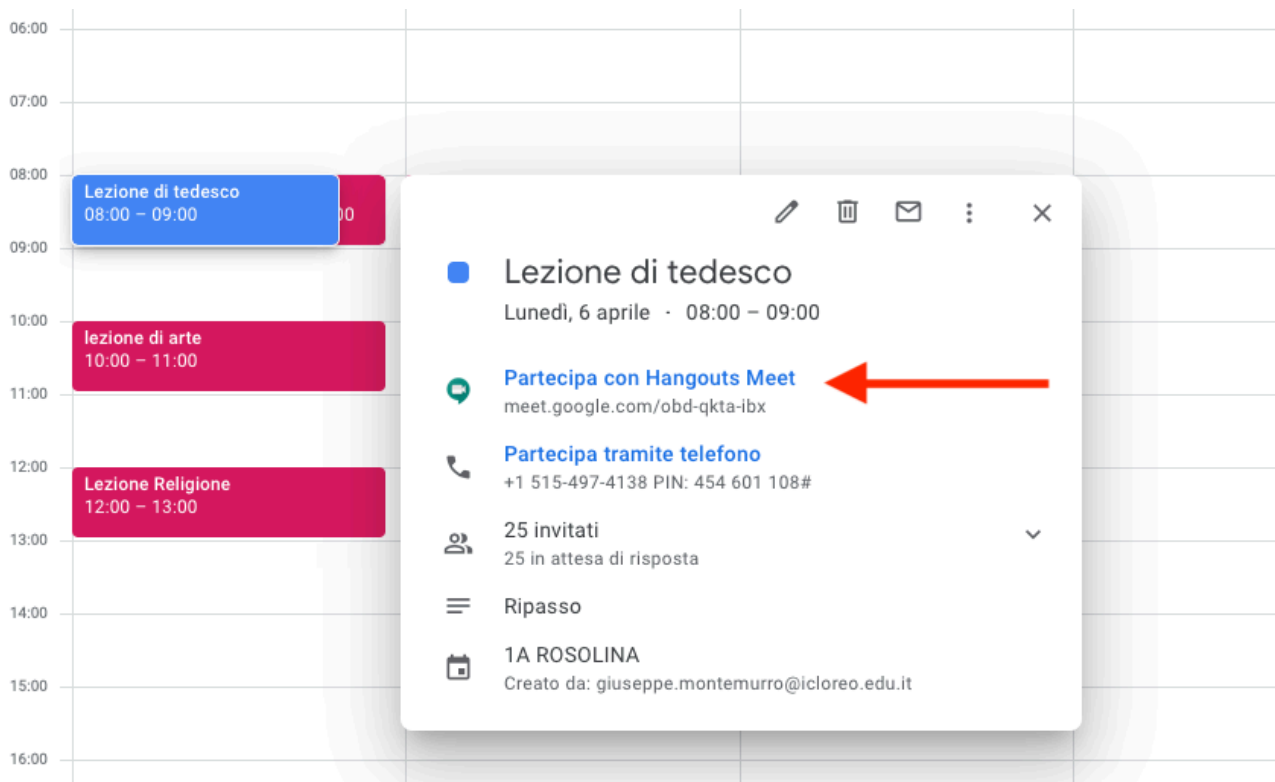 06:00
07:00
08:00
Lezione di tedesco
08:00 – 09:00
00
09:00
10:00
lezione di arte
10:00 – 11:00
11:00
12:00
Lezione Religione
12:00 – 13:00
13:00
14:00
15:00
16:00
Lezione di tedesco
Lunedì, 6 aprile · 08:00 – 09:00
Partecipa con Hangouts Meet
meet.google.com/obd-qkta-ibx
Partecipa tramite telefono
+1 515-497-4138 PIN: 454 601 108#
25 invitati
25 in attesa di risposta
Ripasso
1A ROSOLINA
Creato da: giuseppe.montemurro@icloreo.edu.it